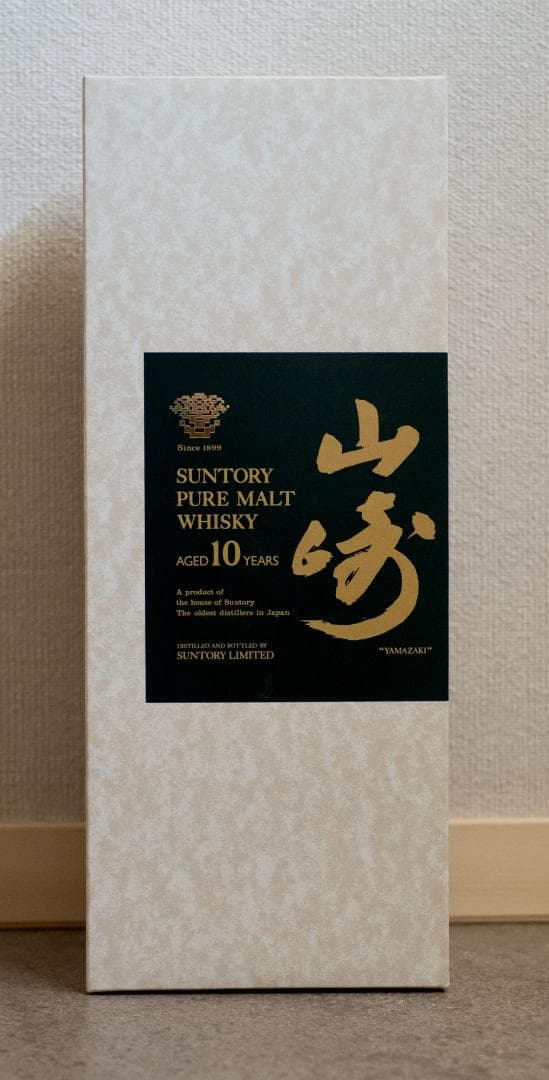 Since 1899
SUNTORY
PURE MALT
WHISKY
AGED 10 YEARS
A product of
the house of Suntory
The oldest distillers in Japan
DISTILLED AND BOTTLED BY
SUNTORY LIMITED
山崎
"YAMAZAKI"